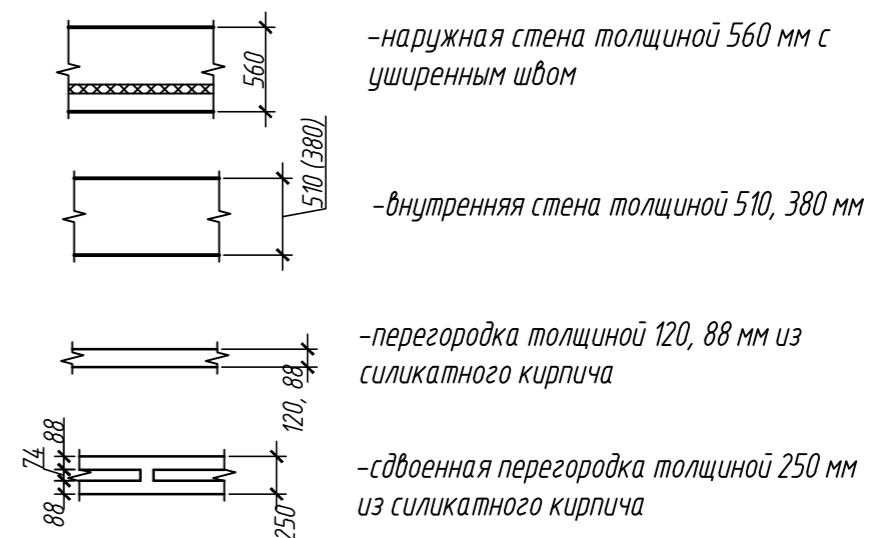 560
-наружная стена толщиной 560 мм с
уширенным швом
510 (380)
-внутренняя стена толщиной 510, 380 мм
120, 88
-перегородка толщиной 120, 88 мм из
силикатного кирпича
74
88
88
250
-сдвоенная перегородка толщиной 250 мм
из силикатного кирпича